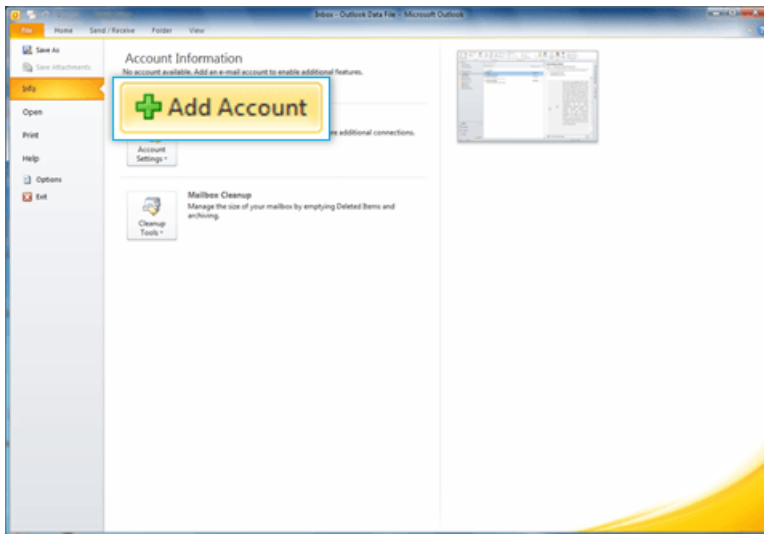 Inbox - Outlook Data File - Microsoft Outlook
File Home Send / Receive Folder View
Save As
Save Attachments
Info
Open
Print
Help
Options
Exit
Account Information
No account available. Add an e-mail account to enable additional features.
Add Account
re additional connections.
Account
Settings
Mailbox Cleanup
Manage the size of your mailbox by emptying Deleted Items and
archiving.
Cleanup
Tools